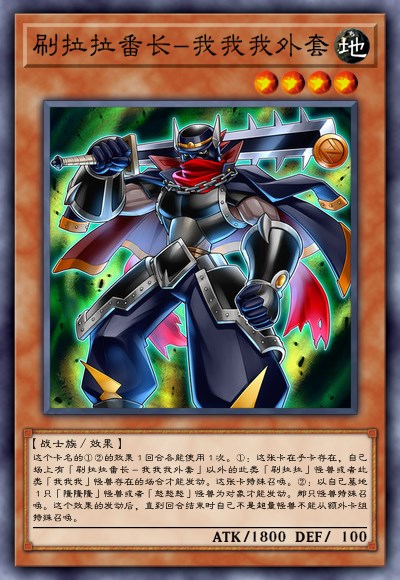 刷拉拉番长-我我我外套
地
【战士族/效果】
这个卡名的①②的效果1回合各能使用1次。①：这张卡在手卡存在，自己
场上有「刷拉拉番长-我我我外套」以外的此类「刷拉拉」怪兽或者此
类「我我我」怪兽存在的场合才能发动。这张卡特殊召唤。②：以自己墓地
1只「隆隆隆」怪兽或者「怒怒怒」怪兽为对象才能发动。那只怪兽特殊召
唤。这个效果的发动后，直到回合结束时自己不是超量怪兽不能从额外卡组
特殊召唤。
ATK/1800 DEF/ 100